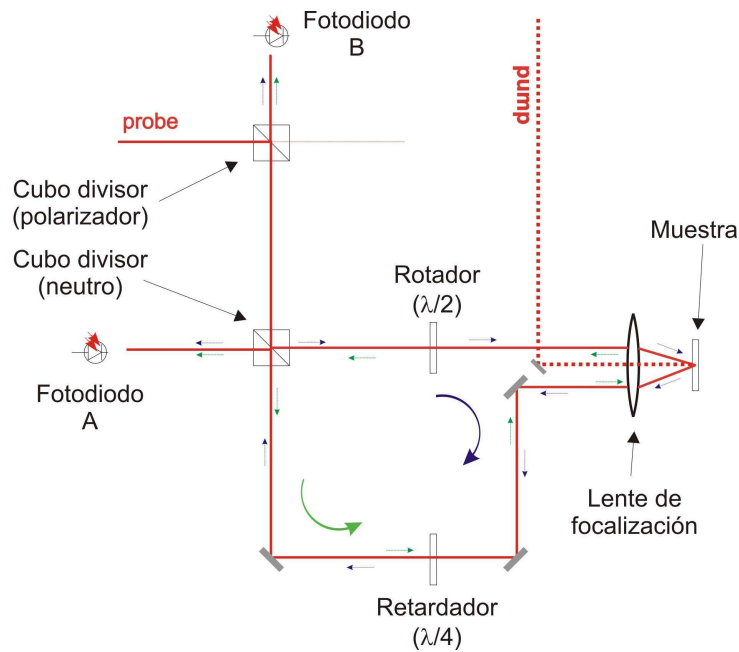 Fotodiodo
B
pump
probe
Cubo divisor
(polarizador)
Muestra
Cubo divisor
(neutro)
Rotador
(λ/2)
Fotodiodo
A
Lente de
focalización
Retardador
(λ/4)